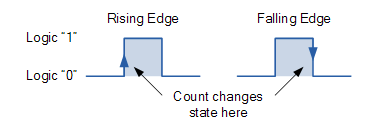 Rising Edge
Falling Edge
Logic “1”
Logic “0”
Count changes
state here